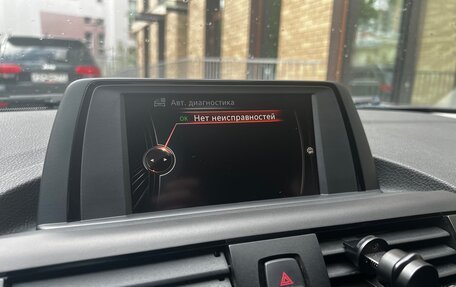 Авт. диагностика
OK Нет неисправностей